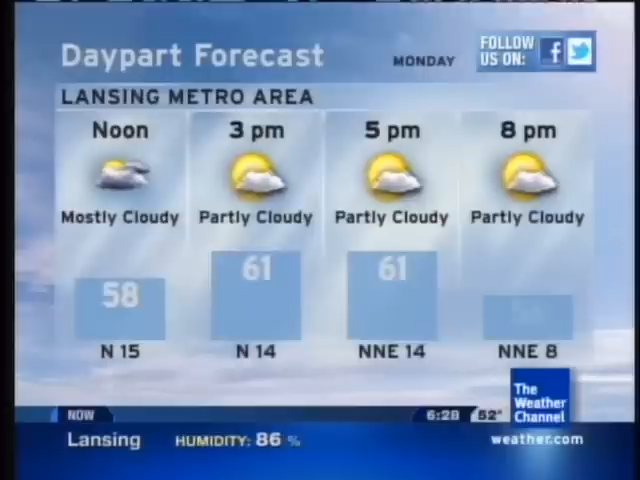 Daypart Forecast
MONDAY
FOLLOW
US ON:
f
LANSING METRO AREA
Noon 3 pm 5 pm 8 pm
Mostly Cloudy Partly Cloudy Partly Cloudy Partly Cloudy
58 61 61
N 15 N 14 NNE 14 NNE 8
The
Weather
Channel
NOW 6:28 52°
Lansing HUMIDITY: 86 % weather.com